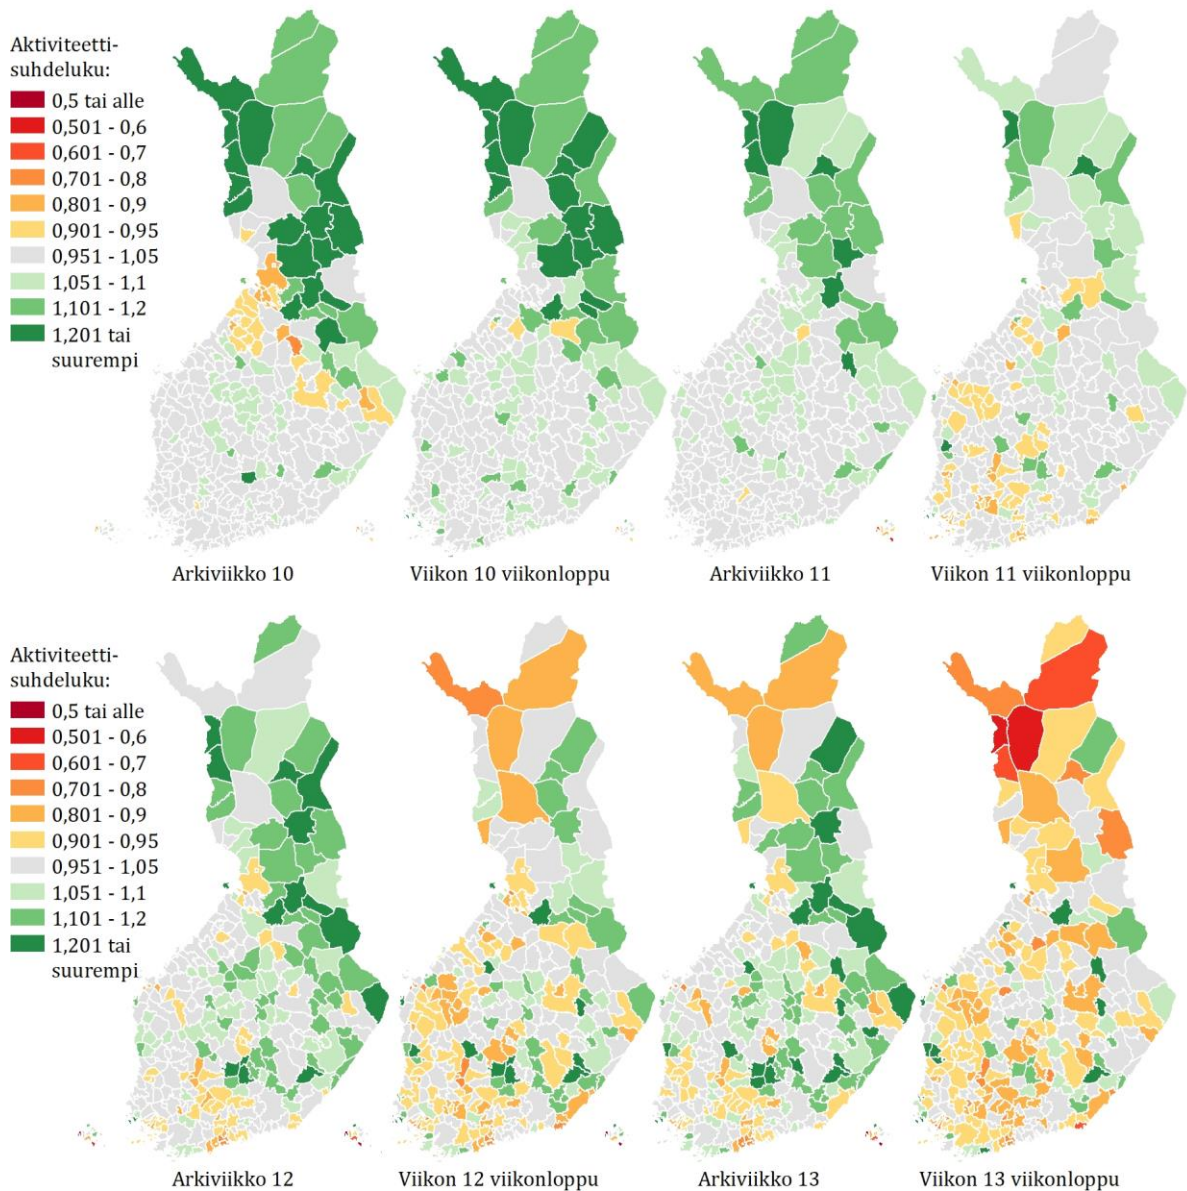 Aktiviteetti-
suhdeluku:
0,5 tai alle
0,501 - 0,6
0,601 - 0,7
0,701 - 0,8
0,801 - 0,9
0,901 - 0,95
0,951 - 1,05
1,051 - 1,1
1,101 - 1,2
1,201 tai
suurempi
Arkiviikko 10
Viikon 10 viikonloppu
Arkiviikko 11
Viikon 11 viikonloppu
Aktiviteetti-
suhdeluku:
0,5 tai alle
0,501 - 0,6
0,601 - 0,7
0,701 - 0,8
0,801 - 0,9
0,901 - 0,95
0,951 - 1,05
1,051 - 1,1
1,101 - 1,2
1,201 tai
suurempi
Arkiviikko 12
Viikon 12 viikonloppu
Arkiviikko 13
Viikon 13 viikonloppu